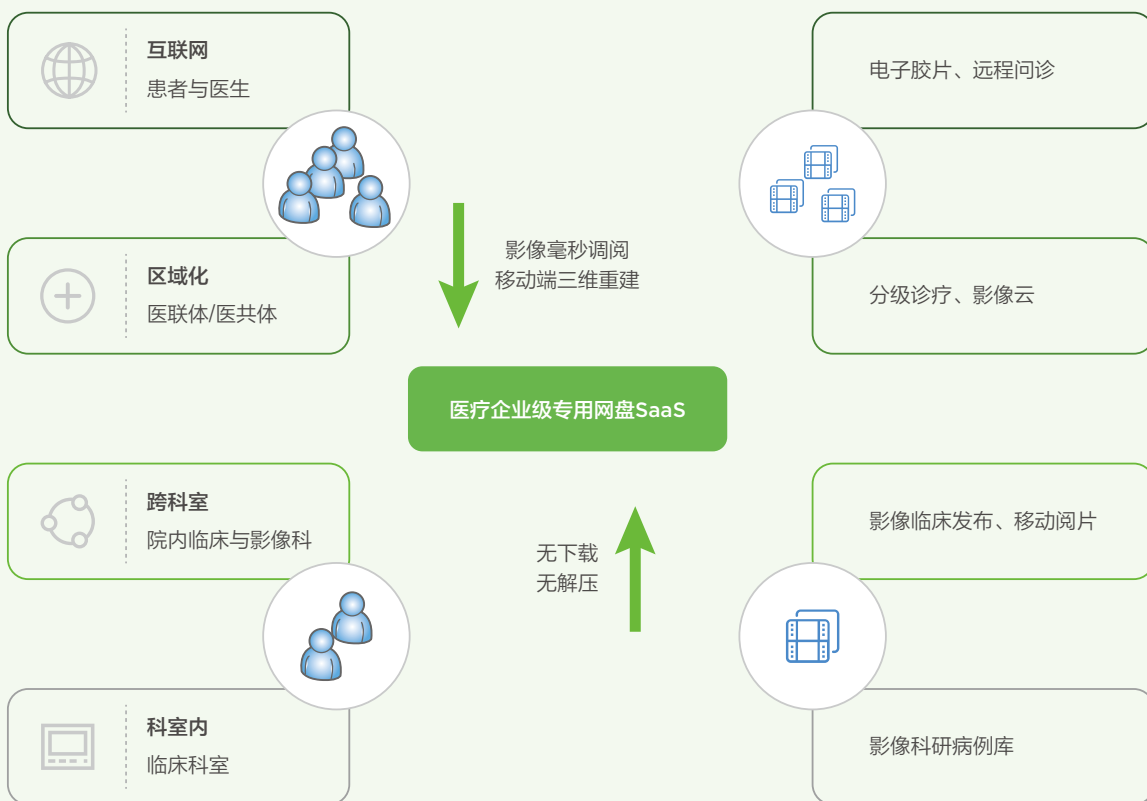 互联网
患者与医生
电子胶片、远程问诊
影像毫秒调阅
移动端三维重建
区域化
医联体/医共体
分级诊疗、影像云
医疗企业级专用网盘SaaS
跨科室
院内临床与影像科
影像临床发布、移动阅片
无下载
无解压
科室内
临床科室
影像科研病例库